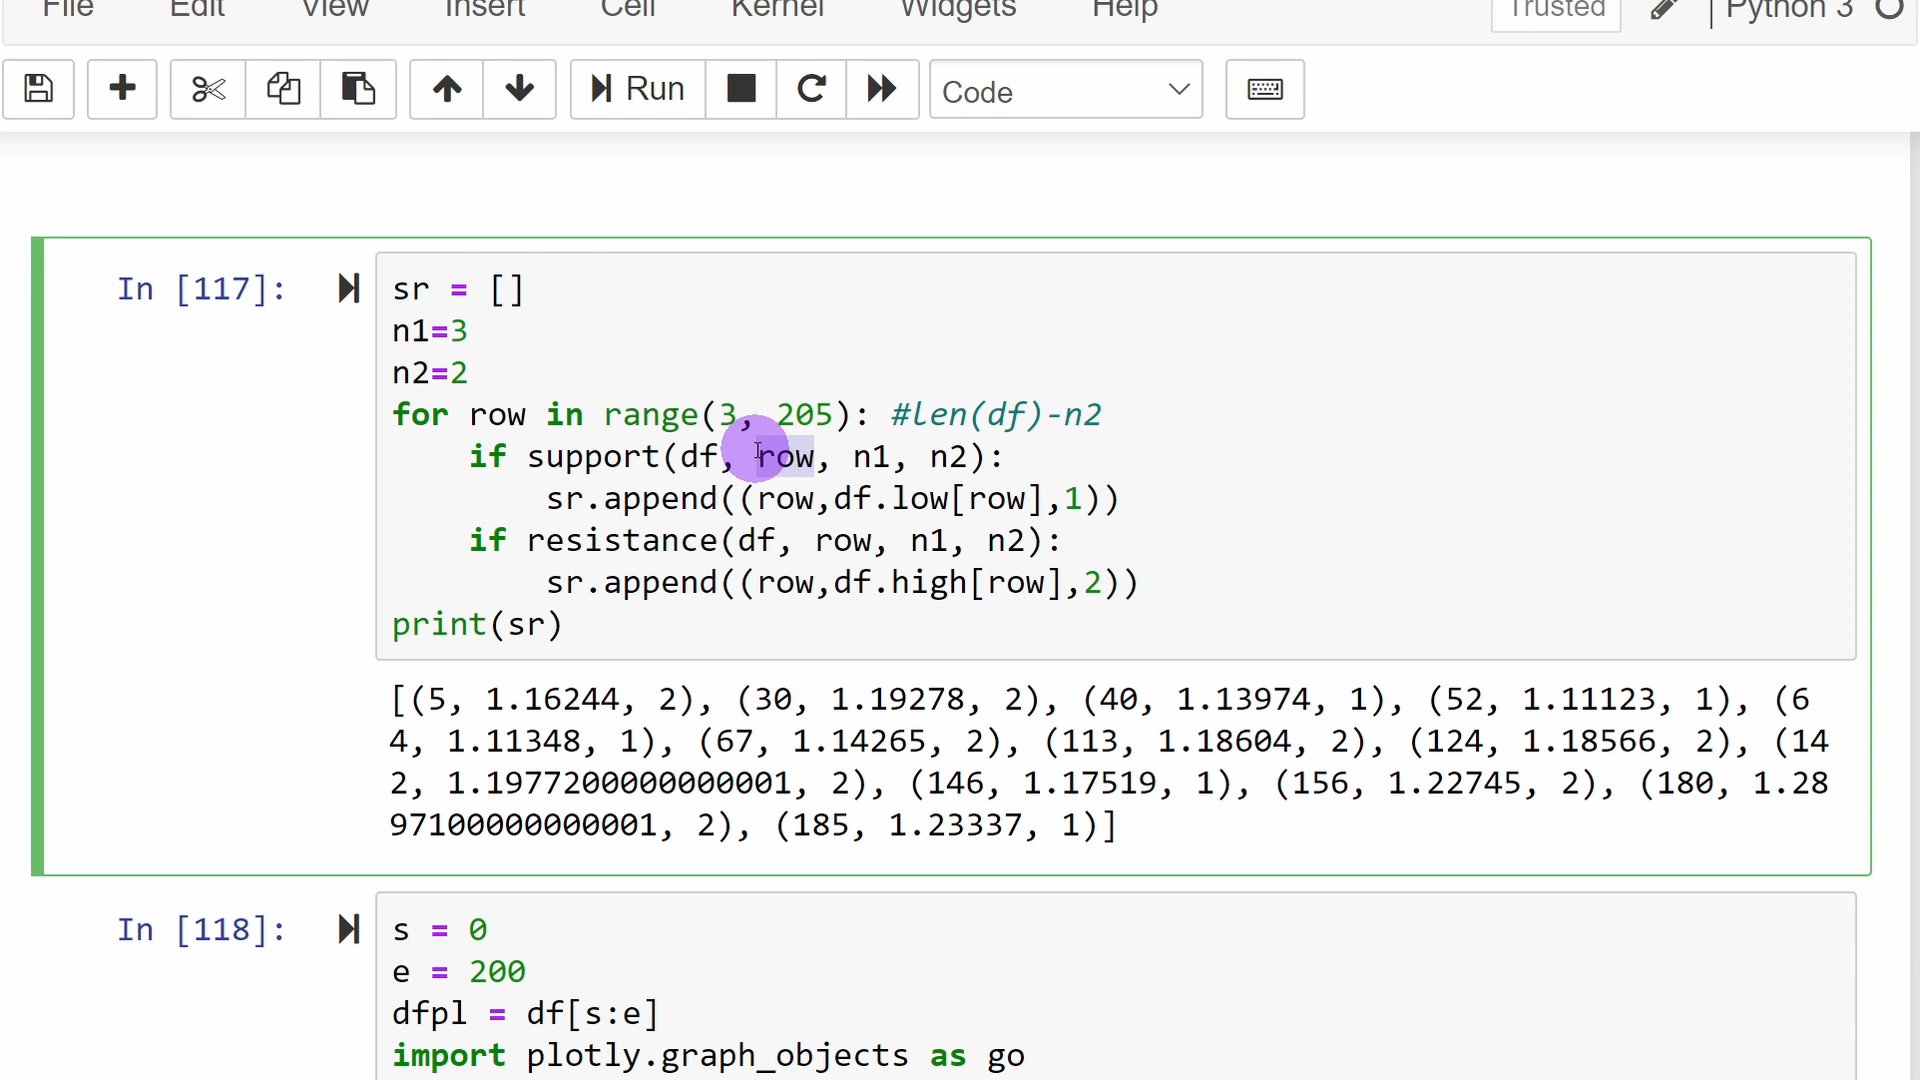 File Edit View Insert Cell Kernel Widgets Help Trusted Python 3
Run Code
In [117]:
sr = []
n1=3
n2=2
for row in range(3, 205): #len(df)-n2
    if support(df, row, n1, n2):
        sr.append((row,df.low[row],1))
    if resistance(df, row, n1, n2):
        sr.append((row,df.high[row],2))
print(sr)
[(5, 1.16244, 2), (30, 1.19278, 2), (40, 1.13974, 1), (52, 1.11123, 1), (6
4, 1.11348, 1), (67, 1.14265, 2), (113, 1.18604, 2), (124, 1.18566, 2), (14
2, 1.1977200000000001, 2), (146, 1.17519, 1), (156, 1.22745, 2), (180, 1.28
97100000000001, 2), (185, 1.23337, 1)]
In [118]:
s = 0
e = 200
dfpl = df[s:e]
import plotly.graph_objects as go